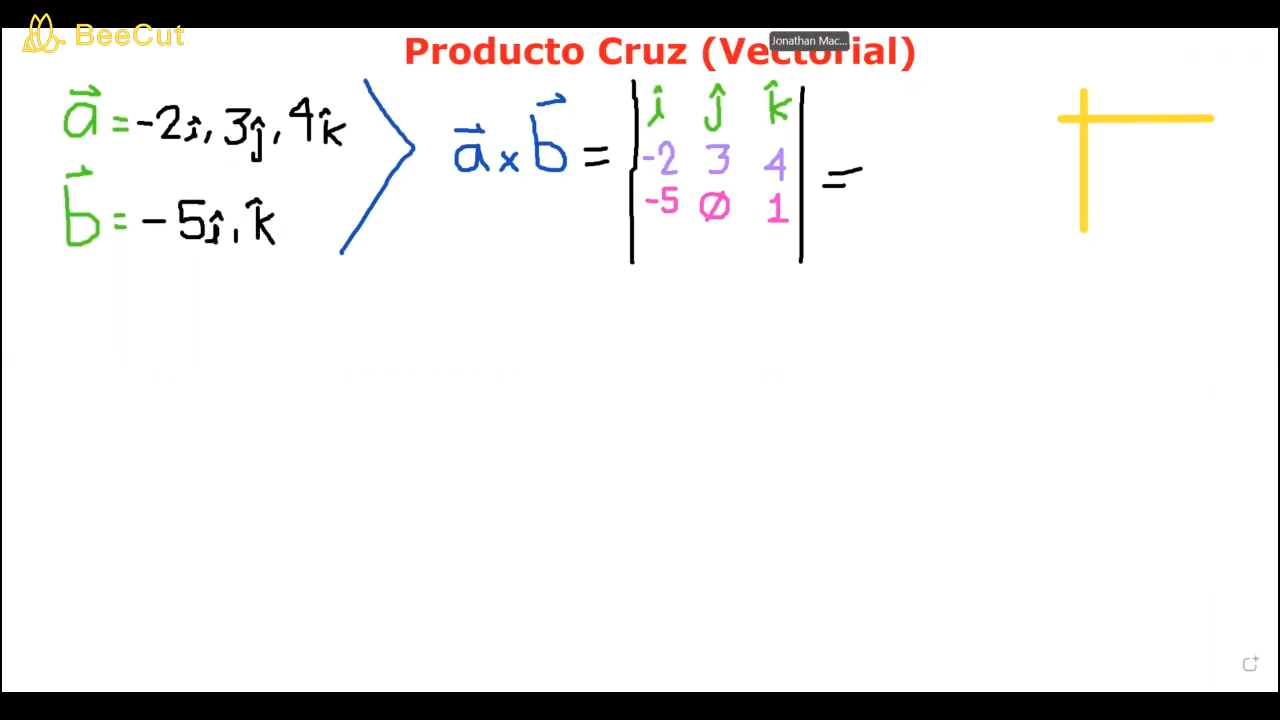 BeeCut
Jonathan Mac...
Producto Cruz (Vectorial)
a⃗ = -2î, 3ĵ, 4k̂
b⃗ = -5î, k̂
a⃗ x b⃗ = | î ĵ k̂ | =
-2 3 4
-5 ∅ 1